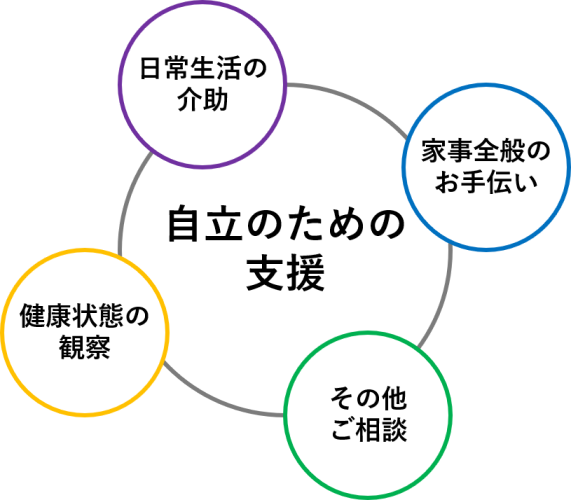 日常生活の
介助
家事全般の
お手伝い
自立のための
支援
健康状態の
観察
その他
ご相談